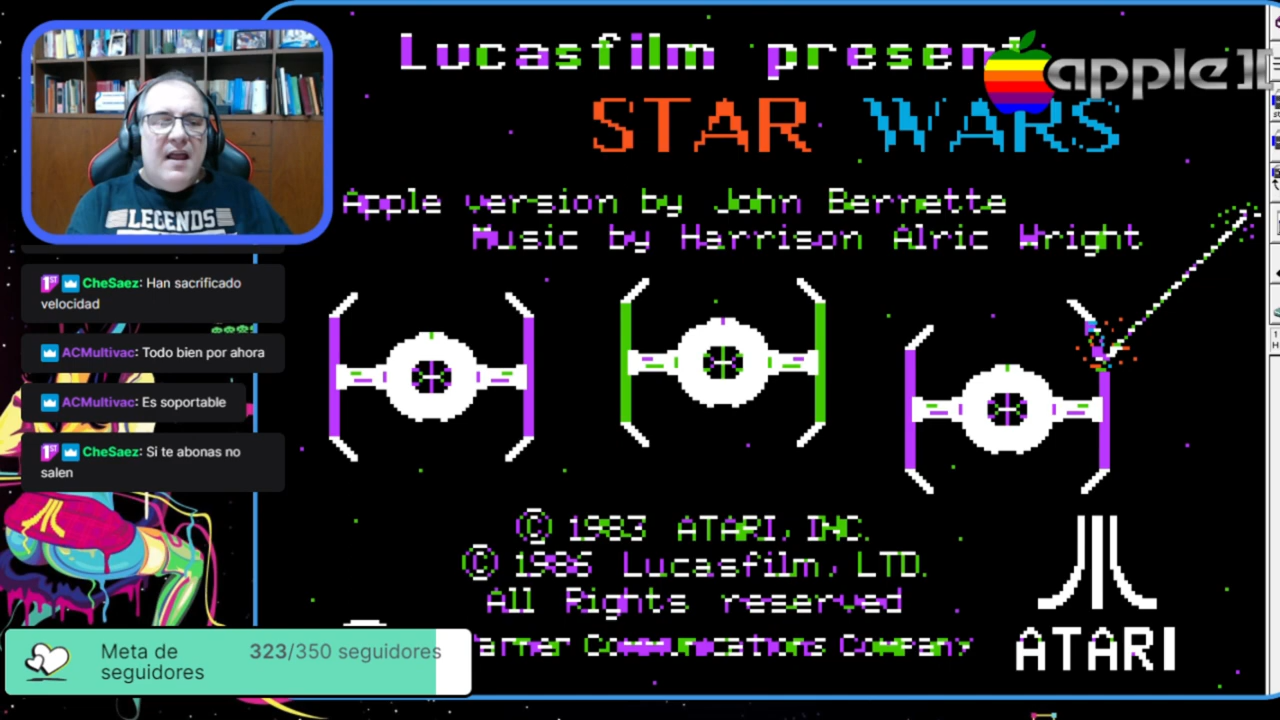 Lucasfilm present
apple ][
STAR WARS
Apple version by John Bernette
Music by Harrison Alric Wright
LEGENDS
CheSaez: Han sacrificado
velocidad
ACMultivac: Todo bien por ahora
ACMultivac: Es soportable
CheSaez: Si te abonas no
salen
© 1983 ATARI, INC.
© 1986 Lucasfilm, LTD.
All Rights reserved
Warner Communications Company
ATARI
Meta de
seguidores
323/350 seguidores